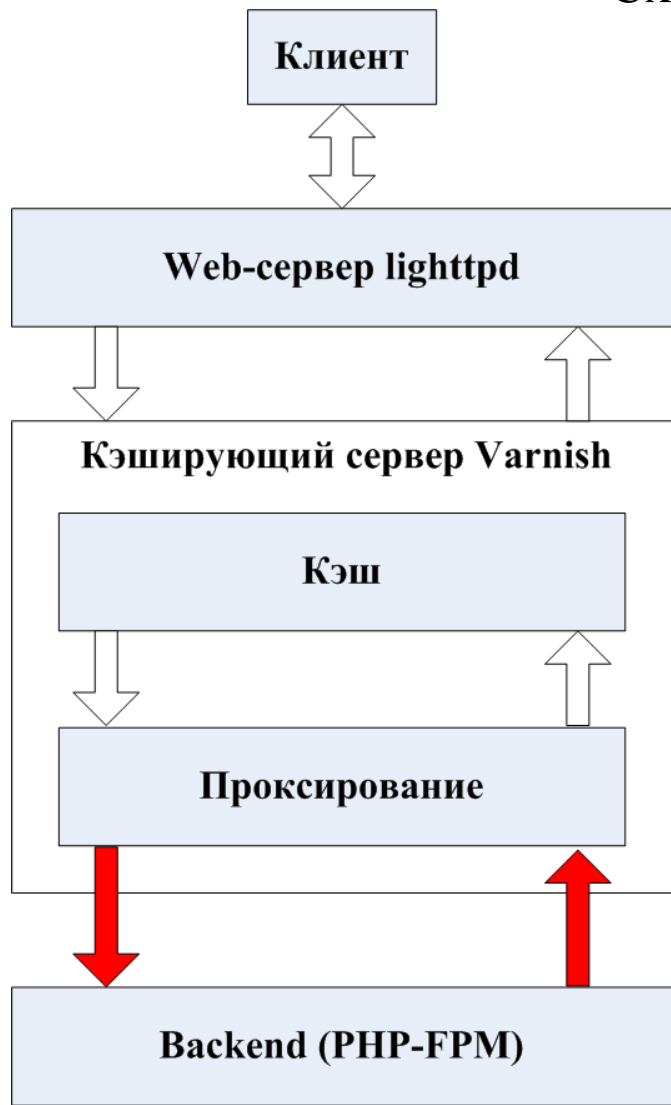 Клиент
Web-сервер lighttpd
Кэширующий сервер Varnish
Кэш
Проксирование
Backend (PHP-FPM)